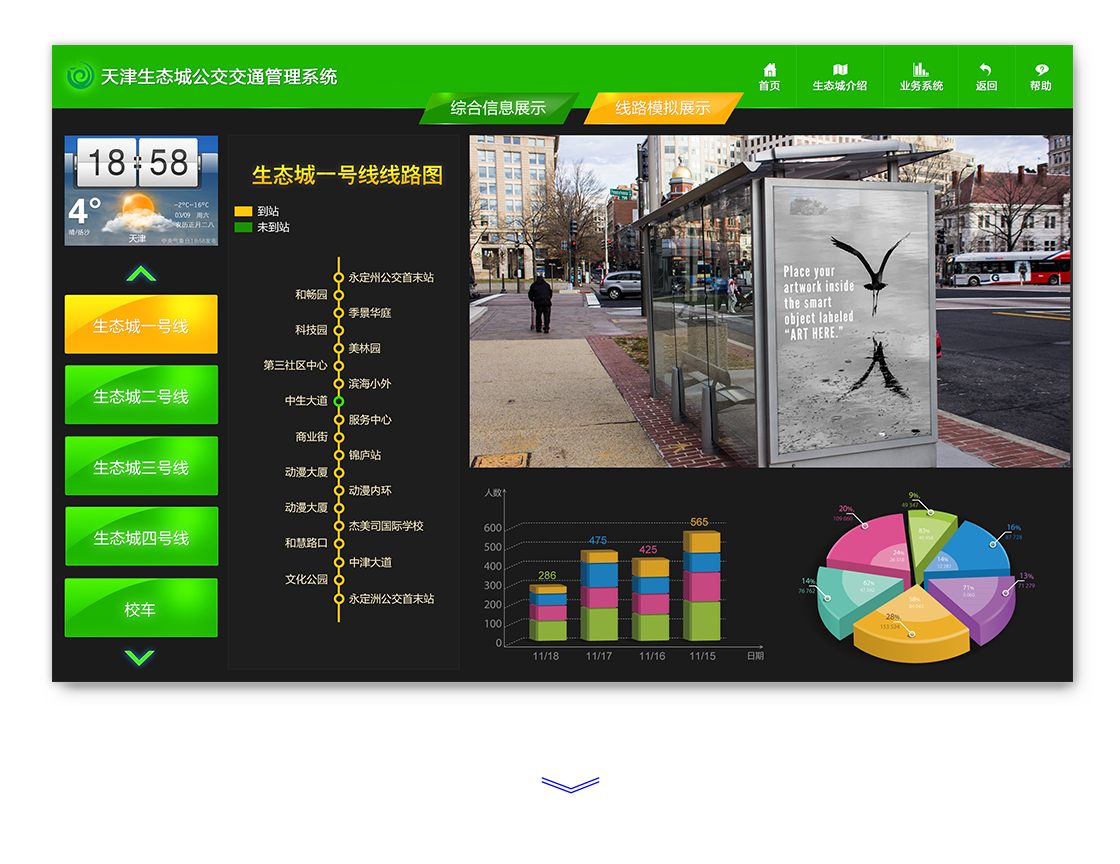 天津生态城公交交通管理系统
首页
生态城介绍
业务系统
返回
帮助
综合信息展示
线路模拟展示
18:58
4°
-2°C~16°C
03/09 周六
农历正月二八
晴/扬沙
天津
生态城一号线
生态城二号线
生态城三号线
生态城四号线
校车
生态城一号线线路图
到站
未到站
永定州公交首末站
和畅园
季景华庭
科技园
美林园
第三社区中心
滨海小外
中生大道
服务中心
商业街
锦庐站
动漫大厦
动漫内环
动漫大厦
杰美司国际学校
和慧路口
中津大道
文化公园
永定洲公交首末站
Place your
artwork inside
the smart
object labeled
“ART HERE.”
人数
600
500
400
300
200
100
0
286
475
425
565
11/18
11/17
11/16
11/15
日期
9%
49 347
20%
109 660
16%
87 728
13%
71 279
14%
76 762
28%
153 524
83%
24%
14%
71%
62%
58%